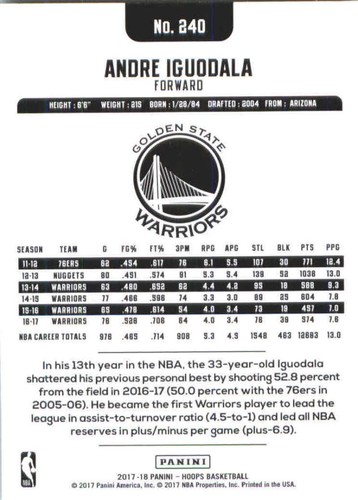 No. 240
ANDRE IGUODALA
FORWARD
HEIGHT : 6'6" WEIGHT : 215 BORN : 1/28/84 DRAFTED : 2004 FROM : ARIZONA
GOLDEN STATE
WARRIORS
SEASON TEAM G FG% FT% 3PM RPG APG STL BLK PTS PPG
11-12 76ERS 62 .454 .617 76 6.1 5.5 107 30 771 12.4
12-13 NUGGETS 80 .451 .574 91 5.3 5.4 139 52 1038 13.0
13-14 WARRIORS 63 .480 .652 62 4.4 4.2 95 18 588 9.3
14-15 WARRIORS 77 .466 .596 74 3.3 3.0 89 25 604 7.8
15-16 WARRIORS 65 .478 .614 54 4.0 3.4 73 19 457 7.0
16-17 WARRIORS 76 .528 .706 64 4.0 3.4 76 39 574 7.6
NBA CAREER TOTALS 978 .465 .714 908 5.3 4.5 1548 463 12683 13.0
In his 13th year in the NBA, the 33-year-old Iguodala
shattered his previous personal best by shooting 52.8 percent
from the field in 2016-17 (50.0 percent with the 76ers in
2005-06). He became the first Warriors player to lead the
league in assist-to-turnover ratio (4.5-to-1) and led all NBA
reserves in plus/minus per game (plus-6.9).
PANINI
2017-18 PANINI – HOOPS BASKETBALL
© 2017 Panini America, Inc. © 2017 NBA Properties, Inc. Printed in the USA.
NBA